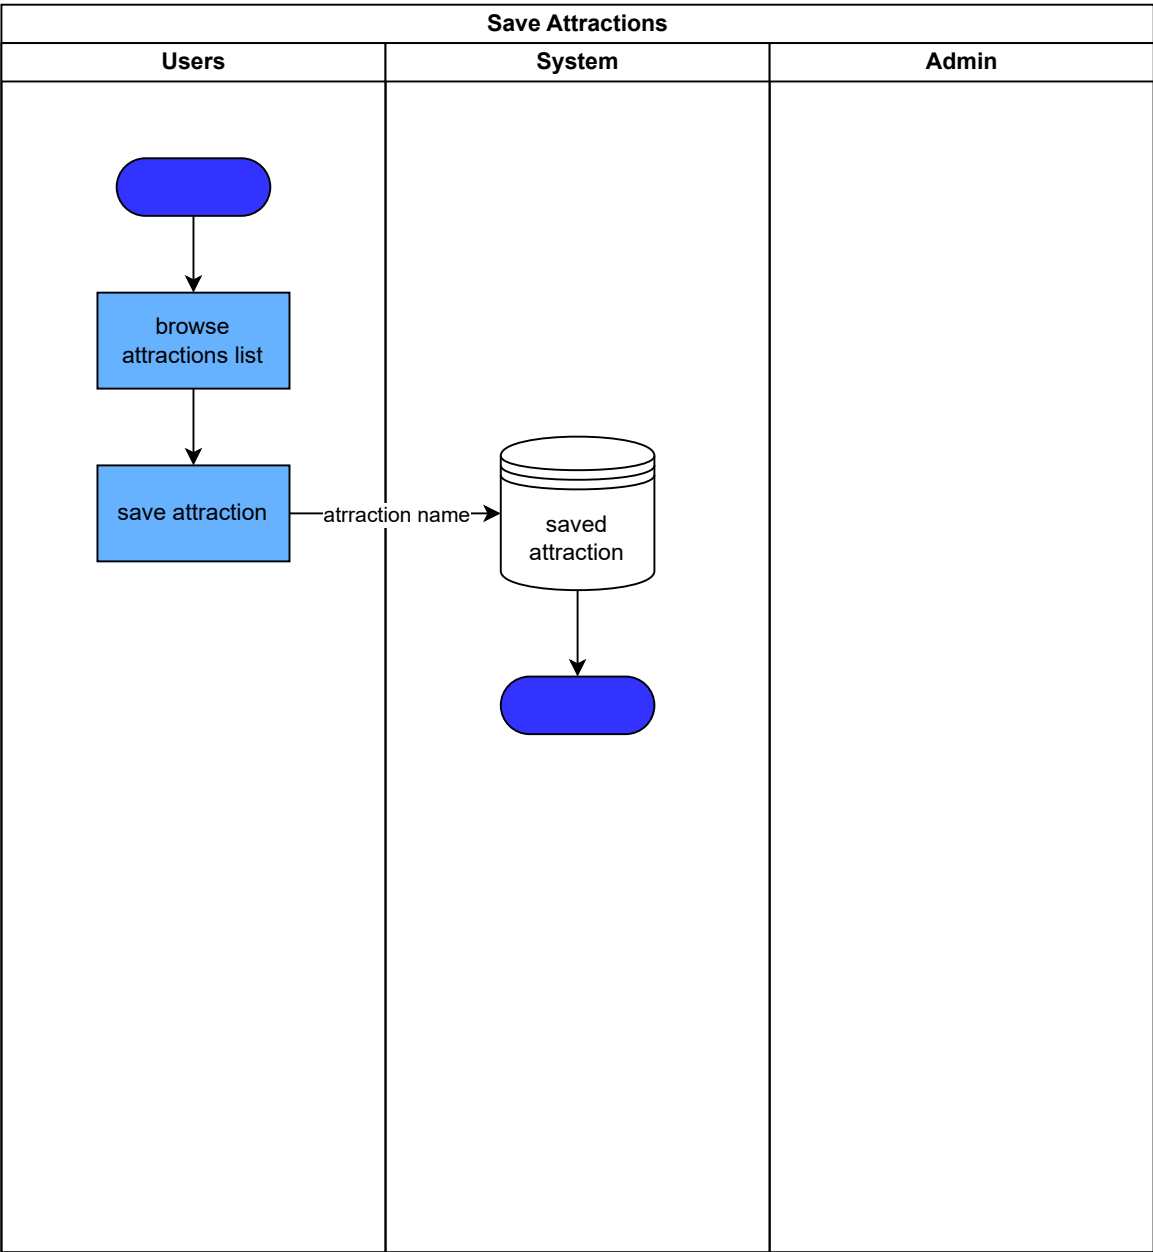 Save Attractions
Users
System
Admin
browse
attractions list
save attraction
atrraction name
saved
attraction